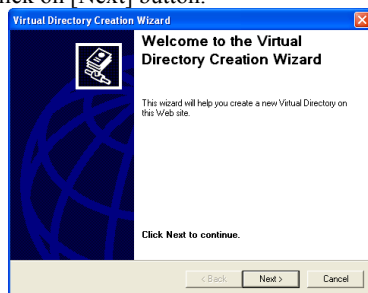 click on [Next] button.
Virtual Directory Creation Wizard
Welcome to the Virtual
Directory Creation Wizard
This wizard will help you create a new Virtual Directory on
this Web site.
Click Next to continue.
< Back
Next >
Cancel